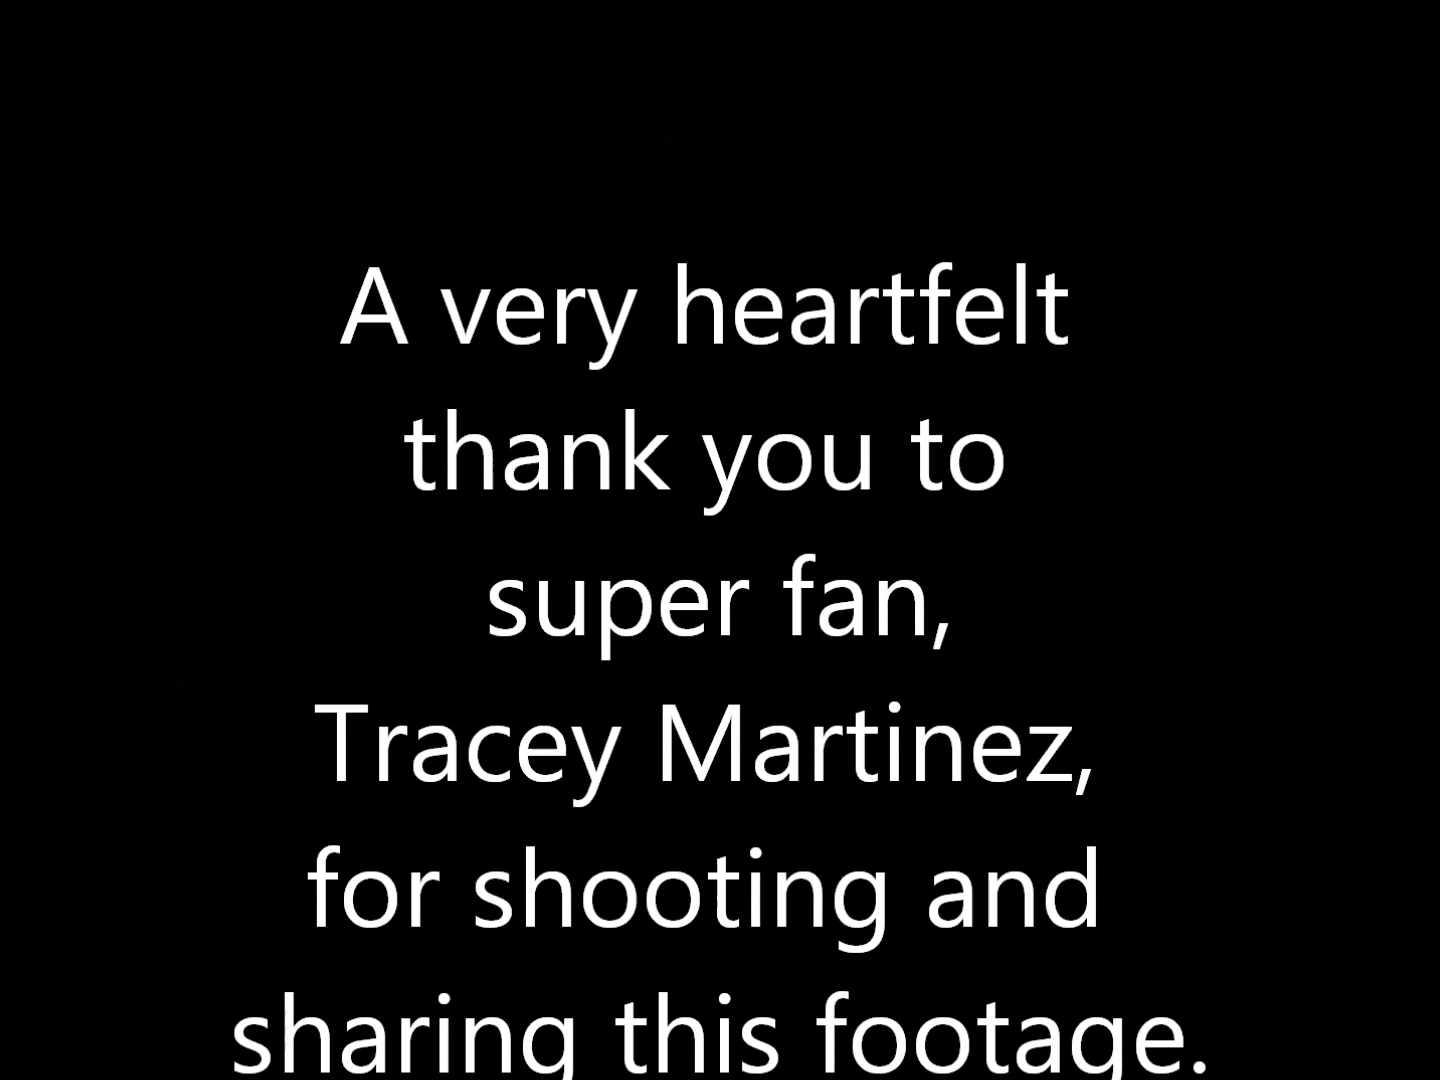 A very heartfelt
thank you to
super fan,
Tracey Martinez,
for shooting and
sharing this footage.